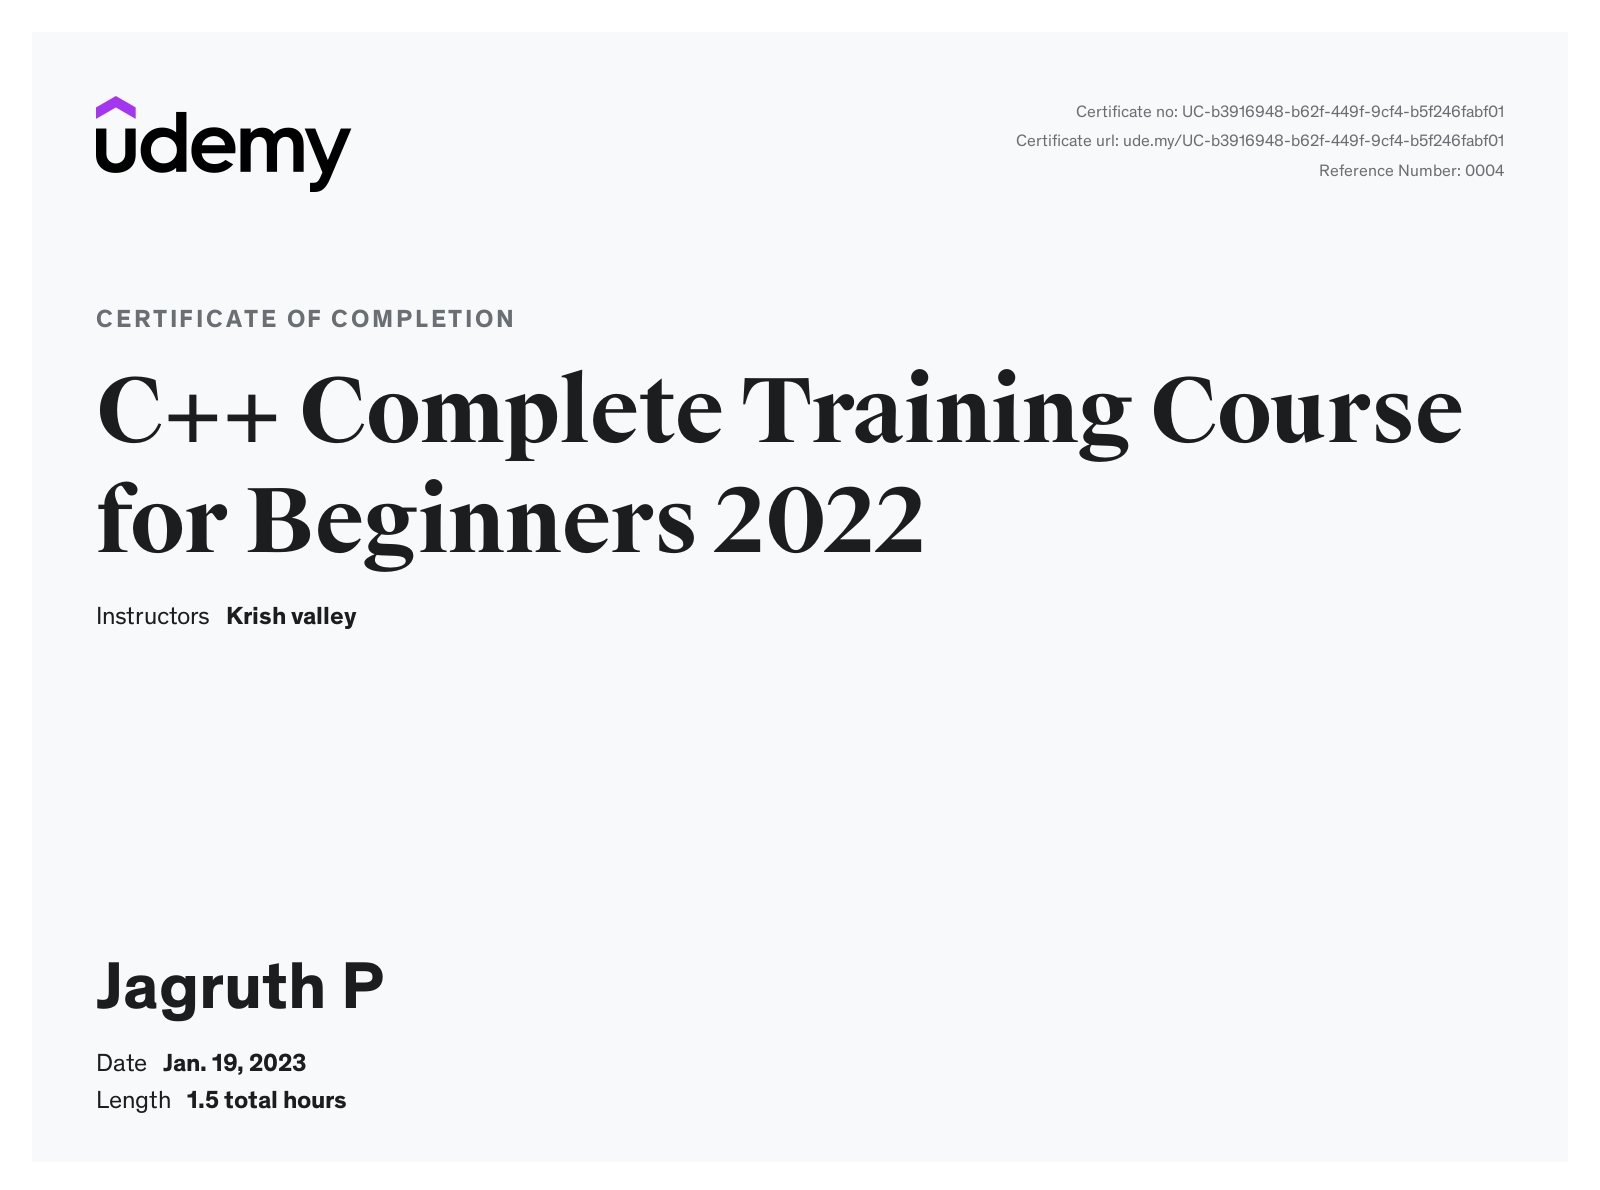 udemy
Certificate no: UC-b3916948-b62f-449f-9cf4-b5f246fabf01
Certificate url: ude.my/UC-b3916948-b62f-449f-9cf4-b5f246fabf01
Reference Number: 0004
CERTIFICATE OF COMPLETION
C++ Complete Training Course
for Beginners 2022
Instructors Krish valley
Jagruth P
Date Jan. 19, 2023
Length 1.5 total hours